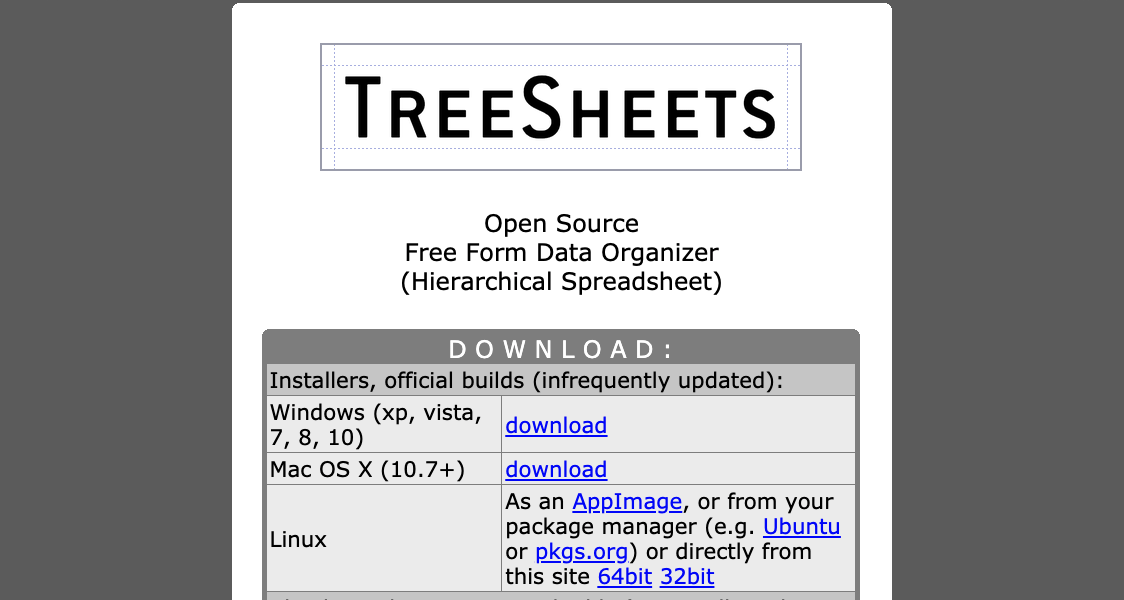 TREESHEETS
Open Source
Free Form Data Organizer
(Hierarchical Spreadsheet)
DOWNLOAD:
Installers, official builds (infrequently updated):
Windows (xp, vista,
7, 8, 10)
download
Mac OS X (10.7+)
download
Linux
As an AppImage, or from your
package manager (e.g. Ubuntu
or pkgs.org) or directly from
this site 64bit 32bit